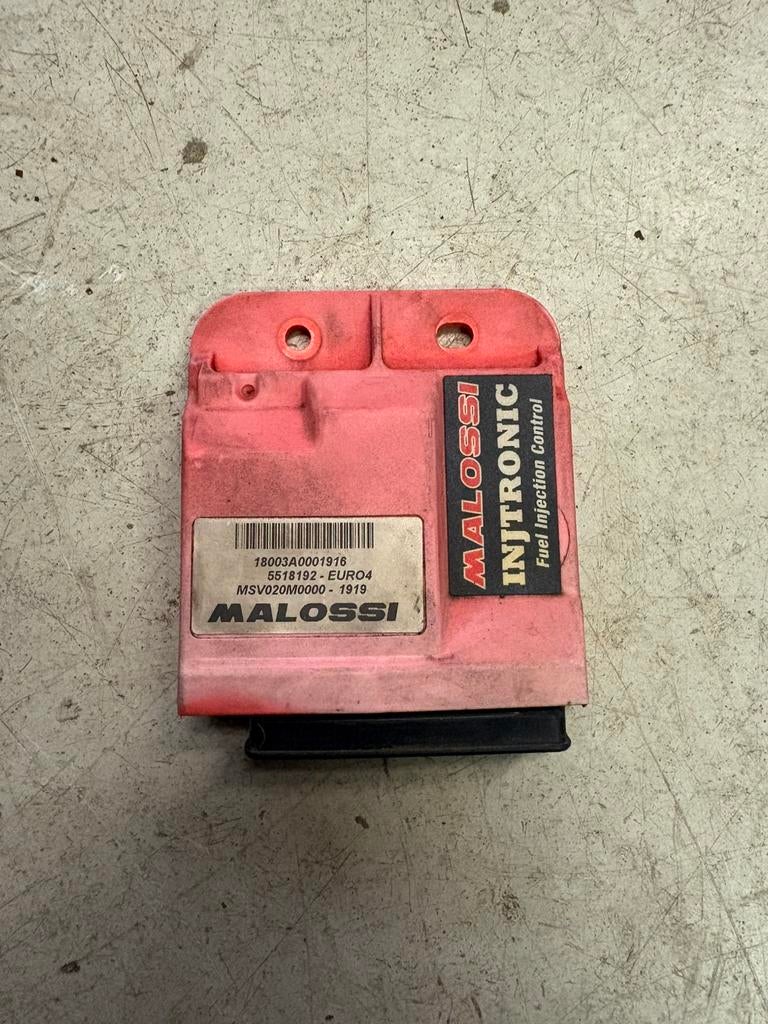 18003A0001916
5518192 - EURO4
MSV020M0000 - 1919
MALOSSI
MALOSSI
INJTRONIC
Fuel Injection Control